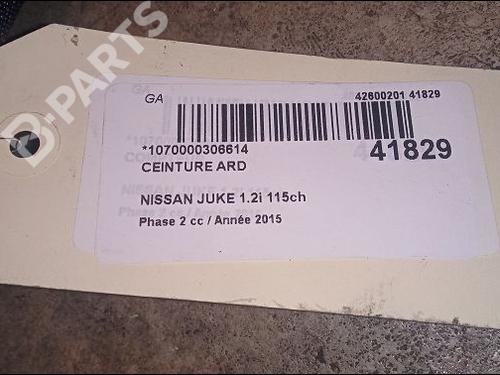 B-PARTS
GA
42600201 41829
*1070000306614
41829
CEINTURE ARD
NISSAN JUKE 1.2i 115ch
Phase 2 cc / Année 2015